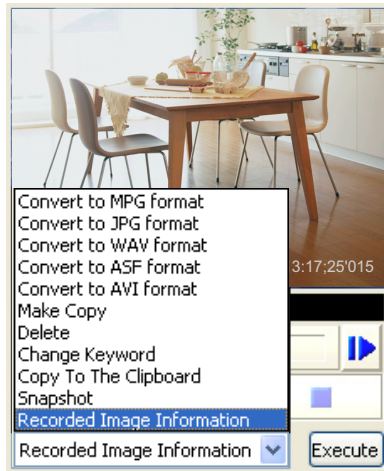 Convert to MPG format
Convert to JPG format
Convert to WAV format
Convert to ASF format
Convert to AVI format
3:17;25'015
Make Copy
Delete
Change Keyword
Copy To The Clipboard
Snapshot
Recorded Image Information
Recorded Image Information
Execute